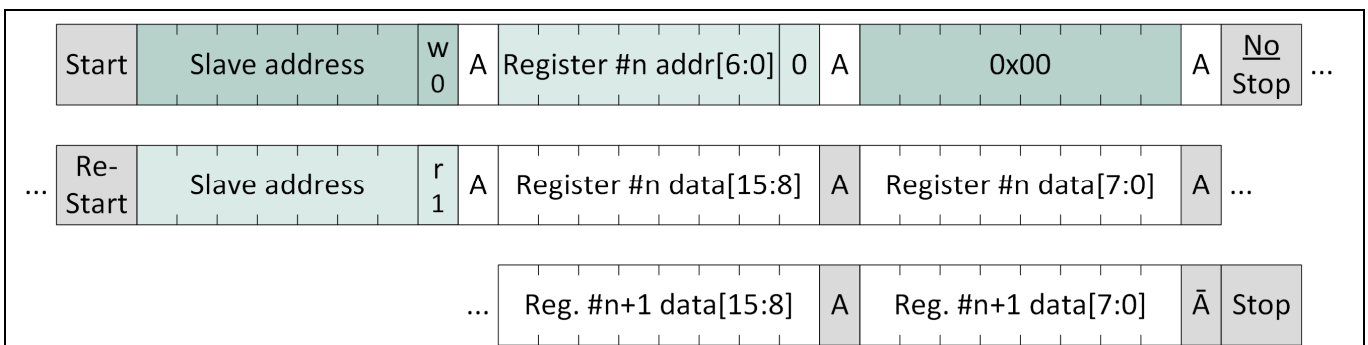 Start Slave address w 0 A Register #n addr[6:0] 0 A 0x00 A No Stop ...
... Re-Start Slave address r 1 A Register #n data[15:8] A Register #n data[7:0] A ...
... Reg. #n+1 data[15:8] A Reg. #n+1 data[7:0] Ā Stop